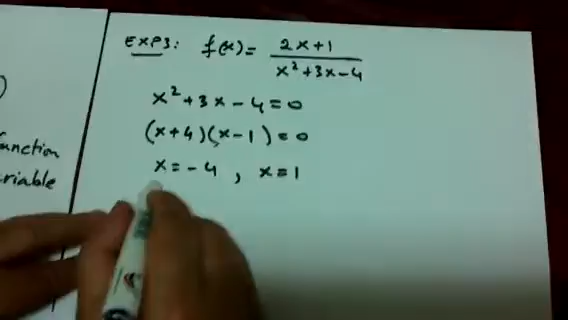 )
unction
riable
EXP3: f(x) = 2x+1 / x²+3x-4
x²+3x-4=0
(x+4)(x-1)=0
x=-4, x=1